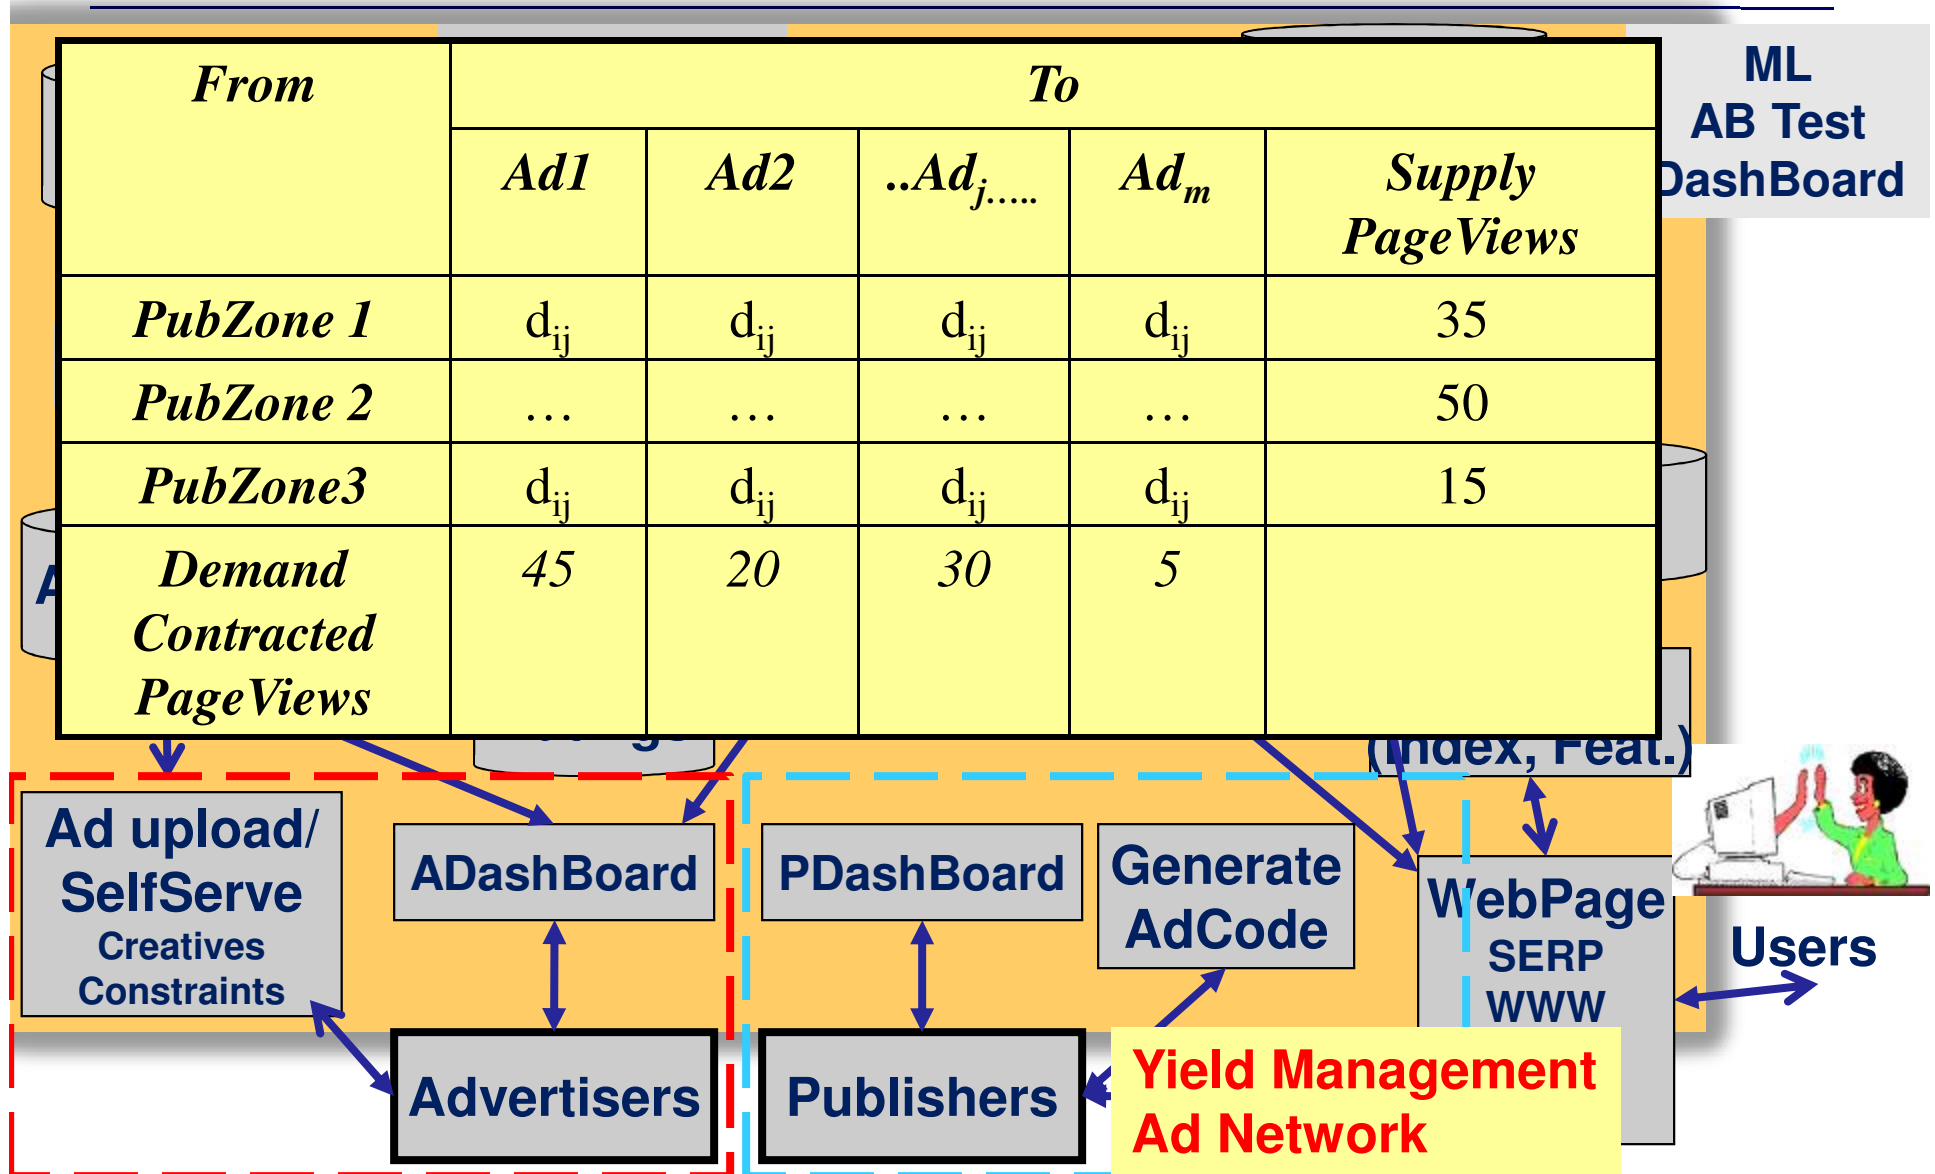 From To
Ad1 Ad2 ..Adj….. Adm Supply
PageViews
PubZone 1 dij dij dij dij 35
PubZone 2 … … … … 50
PubZone3 dij dij dij dij 15
Demand 45 20 30 5
Contracted
PageViews
ML
AB Test
DashBoard
(Index, Feat.)
Ad upload/
SelfServe
Creatives
Constraints
ADashBoard
PDashBoard
Generate
AdCode
WebPage
SERP
WWW
Users
Advertisers
Publishers
Yield Management
Ad Network